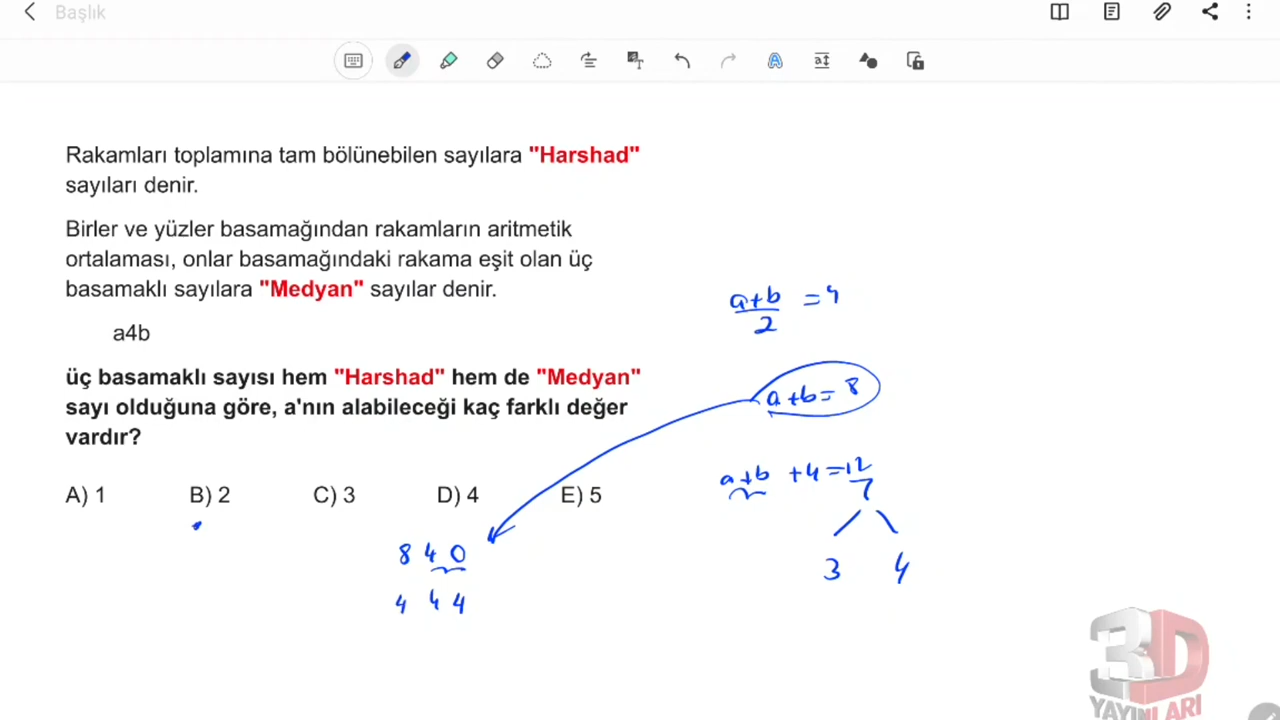 Başlık
Rakamları toplamına tam bölünebilen sayılara "Harshad"
sayıları denir.
Birler ve yüzler basamağından rakamların aritmetik
ortalaması, onlar basamağındaki rakama eşit olan üç
basamaklı sayılara "Medyan" sayılar denir.
a4b
üç basamaklı sayısı hem "Harshad" hem de "Medyan"
sayı olduğuna göre, a'nın alabileceği kaç farklı değer
vardır?
A) 1 B) 2 C) 3 D) 4 E) 5
a+b = 4
2
a+b= 8
a+b +4=12
3 4
8 4 0
4 4 4
3D
YAYINLARI